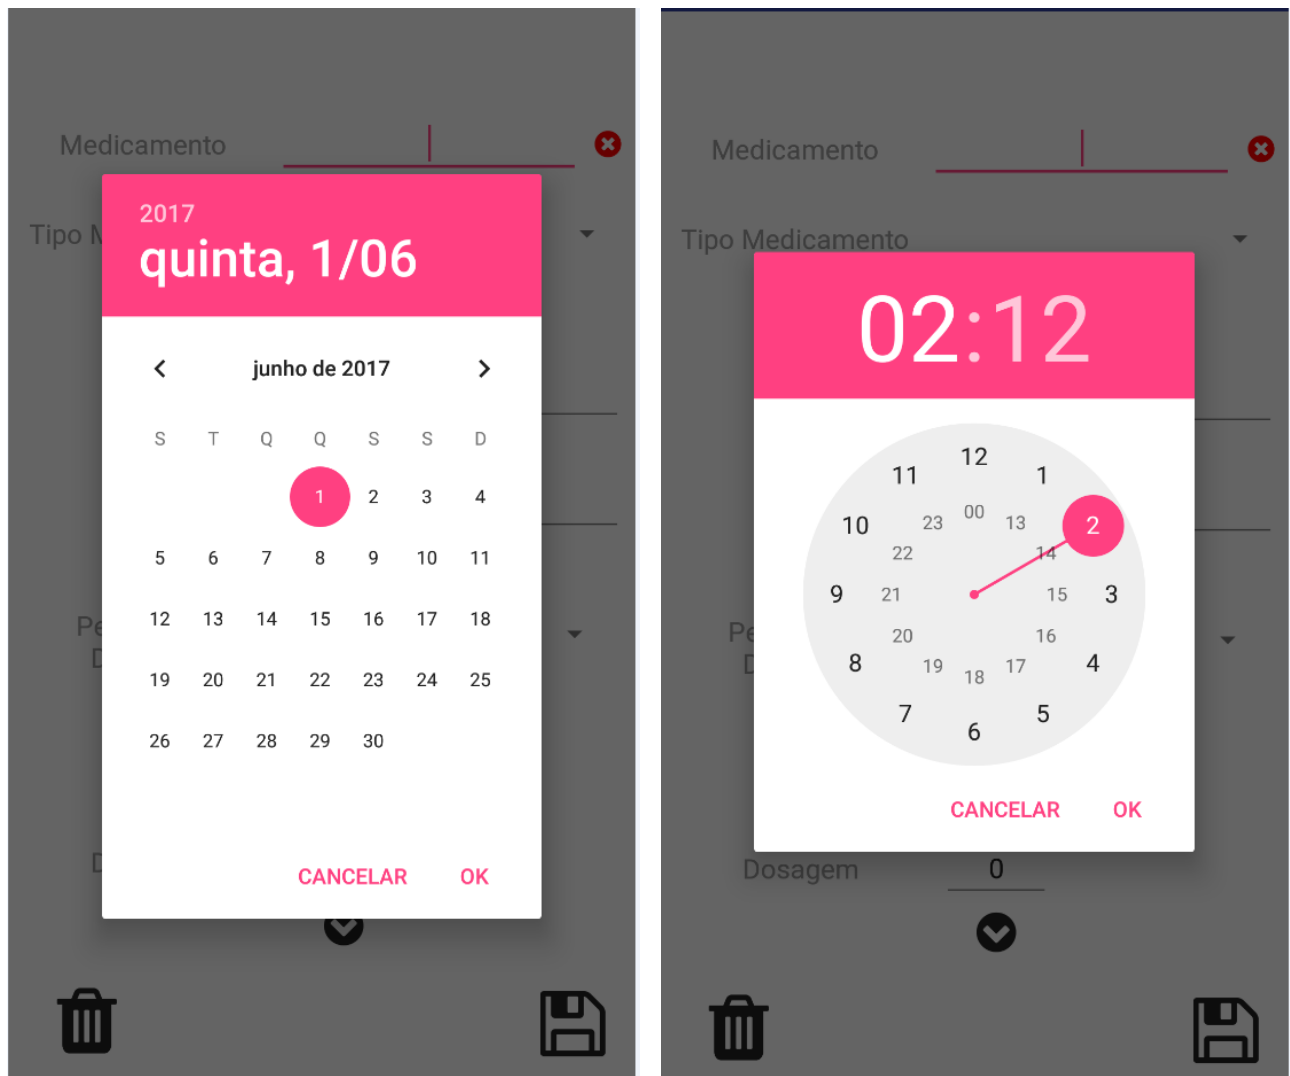 Medicamento
Tipo M
2017
quinta, 1/06
junho de 2017
S T Q Q S S D
1 2 3 4
5 6 7 8 9 10 11
12 13 14 15 16 17 18
19 20 21 22 23 24 25
26 27 28 29 30
Pe
D
D
CANCELAR OK
Medicamento
Tipo Medicamento
02:12
12
11 1
00
10 23 13 2
22 14
9 21 15 3
20 16
8 19 17 4
18
7 5
6
Pe
D
CANCELAR OK
Dosagem 0